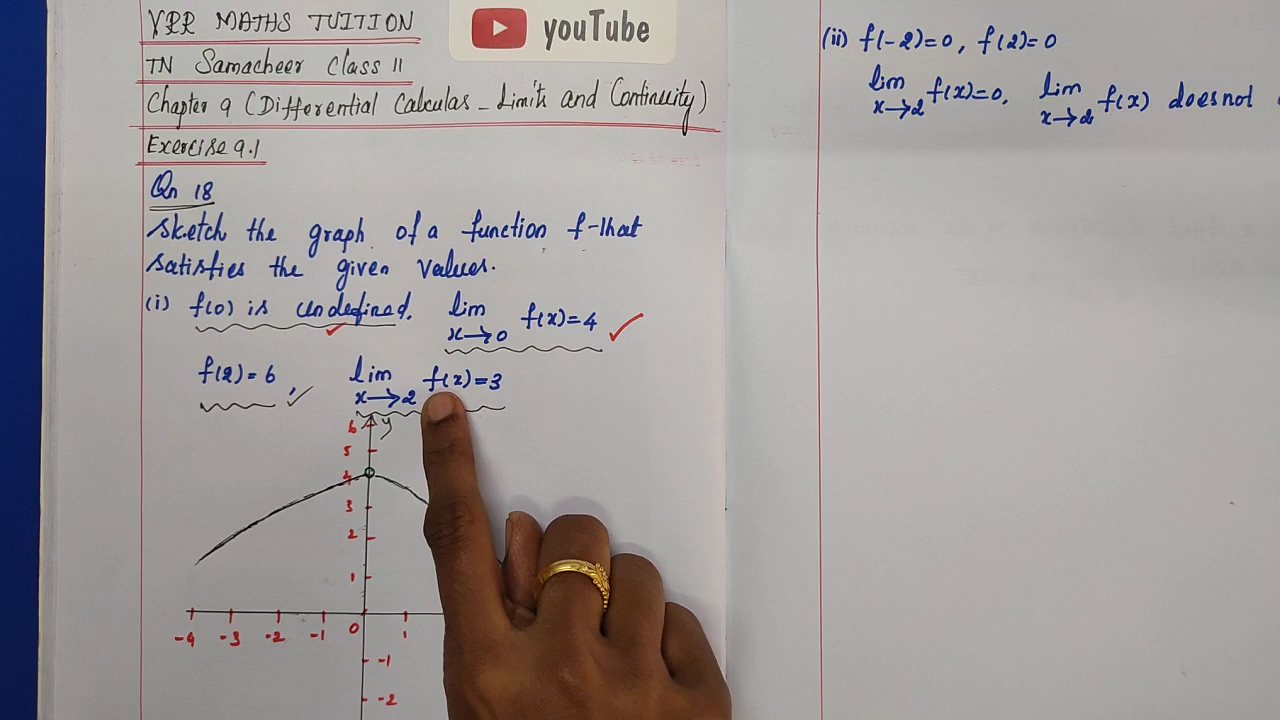 VRR MATHS TUITION
YouTube
TN Samacheer Class 11
Chapter 9 (Differential Calculas - Limits and Continuity)
Exercise 9.1
Qn 18
Sketch the graph of a function f that
satisfies the given values.
(i) f(0) is undefined. lim x→0 f(x)=4
f(2)=6, lim x→2 f(x)=3
6 y
5
4
3
2
1
-4 -3 -2 -1 0 1
-1
-2
(ii) f(-2)=0, f(2)=0
lim x→2 f(x)=0. lim x→ f(x) does not